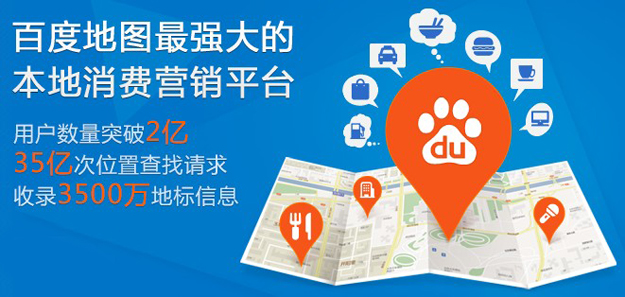 百度地图最强大的
本地消费营销平台
用户数量突破2亿
35亿次位置查找请求
收录3500万地标信息
du